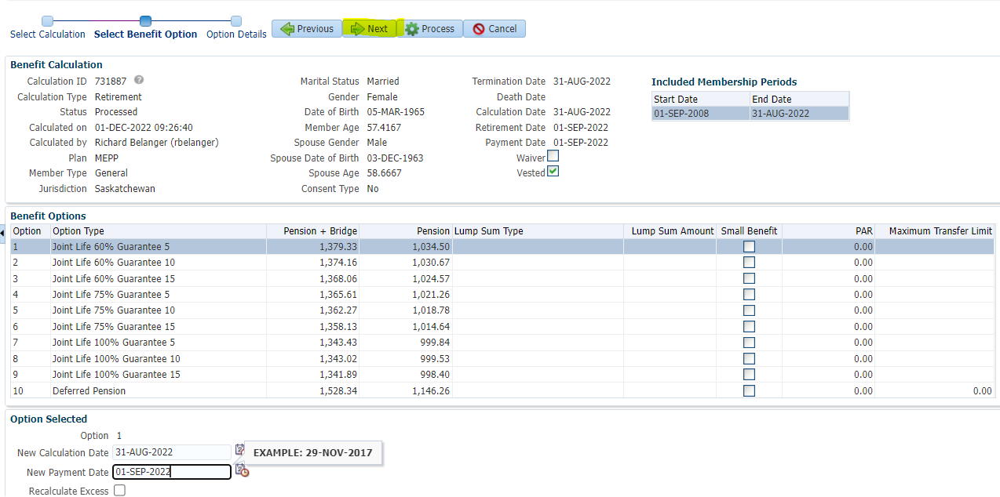 Select Calculation Select Benefit Option Option Details Previous Next Process Cancel
Benefit Calculation
Calculation ID 731887 Marital Status Married Termination Date 31-AUG-2022 Included Membership Periods
Calculation Type Retirement Gender Female Death Date Start Date End Date
Status Processed Date of Birth 05-MAR-1965 Calculation Date 31-AUG-2022 01-SEP-2008 31-AUG-2022
Calculated on 01-DEC-2022 09:26:40 Member Age 57.4167 Retirement Date 01-SEP-2022
Calculated by Richard Belanger (rbelanger) Spouse Gender Male Payment Date 01-SEP-2022
Plan MEPP Spouse Date of Birth 03-DEC-1963 Waiver
Member Type General Spouse Age 58.6667 Vested
Jurisdiction Saskatchewan Consent Type No
Benefit Options
Option Option Type Pension + Bridge Pension Lump Sum Type Lump Sum Amount Small Benefit PAR Maximum Transfer Limit
1 Joint Life 60% Guarantee 5 1,379.33 1,034.50 0.00
2 Joint Life 60% Guarantee 10 1,374.16 1,030.67 0.00
3 Joint Life 60% Guarantee 15 1,368.06 1,024.57 0.00
4 Joint Life 75% Guarantee 5 1,365.61 1,021.26 0.00
5 Joint Life 75% Guarantee 10 1,362.27 1,018.78 0.00
6 Joint Life 75% Guarantee 15 1,358.13 1,014.64 0.00
7 Joint Life 100% Guarantee 5 1,343.43 999.84 0.00
8 Joint Life 100% Guarantee 10 1,343.02 999.53 0.00
9 Joint Life 100% Guarantee 15 1,341.89 998.40 0.00
10 Deferred Pension 1,528.34 1,146.26 0.00 0.00
Option Selected
Option 1
New Calculation Date 31-AUG-2022 EXAMPLE: 29-NOV-2017
New Payment Date 01-SEP-2022
Recalculate Excess